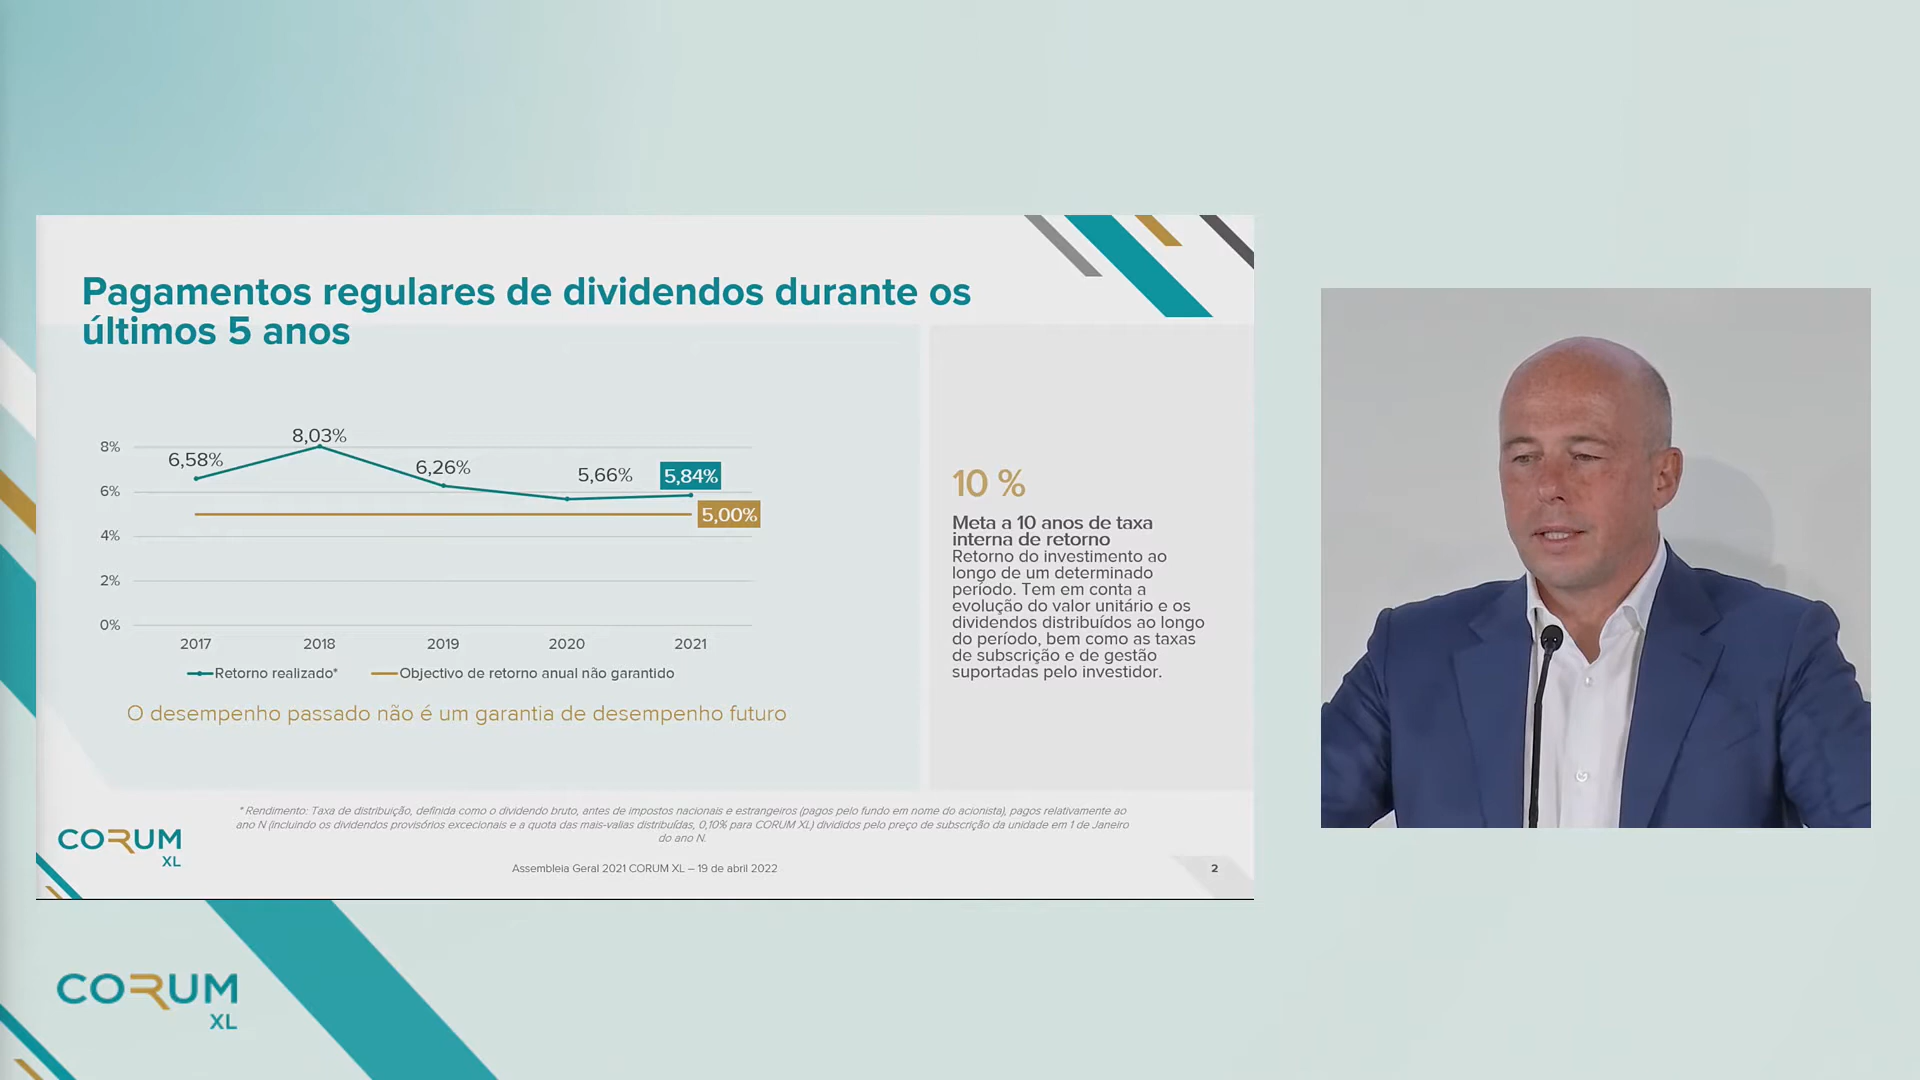 Pagamentos regulares de dividendos durante os
últimos 5 anos
8%
6%
4%
2%
0%
6,58%
8,03%
6,26%
5,66%
5,84%
5,00%
2017 2018 2019 2020 2021
Retorno realizado* Objectivo de retorno anual não garantido
O desempenho passado não é um garantia de desempenho futuro
10 %
Meta a 10 anos de taxa
interna de retorno
Retorno do investimento ao
longo de um determinado
período. Tem em conta a
evolução do valor unitário e os
dividendos distribuídos ao longo
do período, bem como as taxas
de subscrição e de gestão
suportadas pelo investidor.
* Rendimento: Taxa de distribuição, definida como o dividendo bruto, antes de impostos nacionais e estrangeiros (pagos pelo fundo em nome do acionista), pagos relativamente ao
ano N (incluindo os dividendos provisórios excecionais e a quota das mais-valias distribuídas, 0,10% para CORUM XL) divididos pelo preço de subscrição da unidade em 1 de Janeiro
do ano N.
CORUM
XL
Assembleia Geral 2021 CORUM XL – 19 de abril 2022
2
CORUM
XL